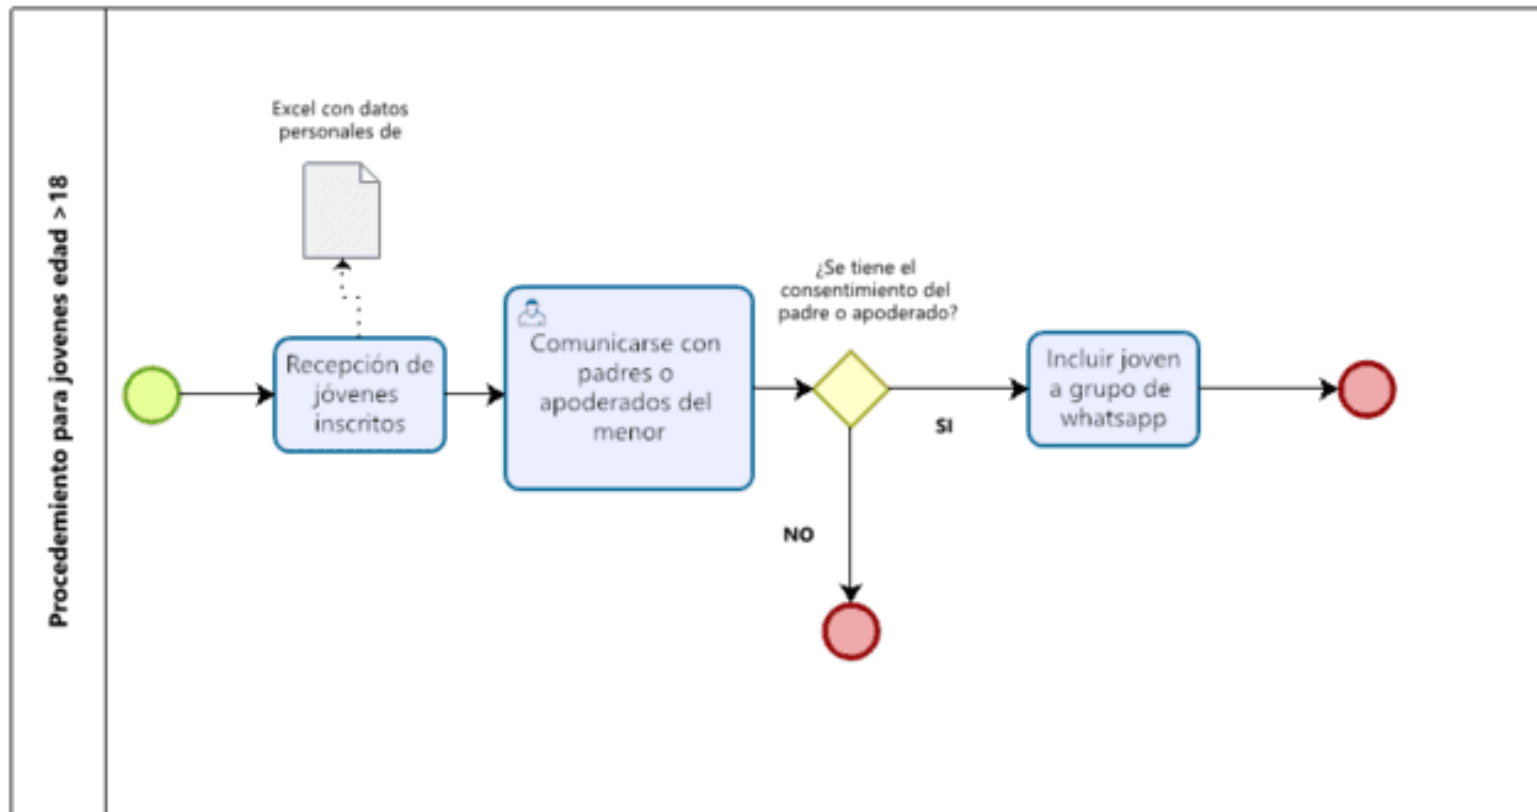 Procedemiento para jovenes edad >18
Excel con datos
personales de
Recepción de
jóvenes
inscritos
Comunicarse con
padres o
apoderados del
menor
¿Se tiene el
consentimiento del
padre o apoderado?
SI
NO
Incluir joven
a grupo de
whatsapp